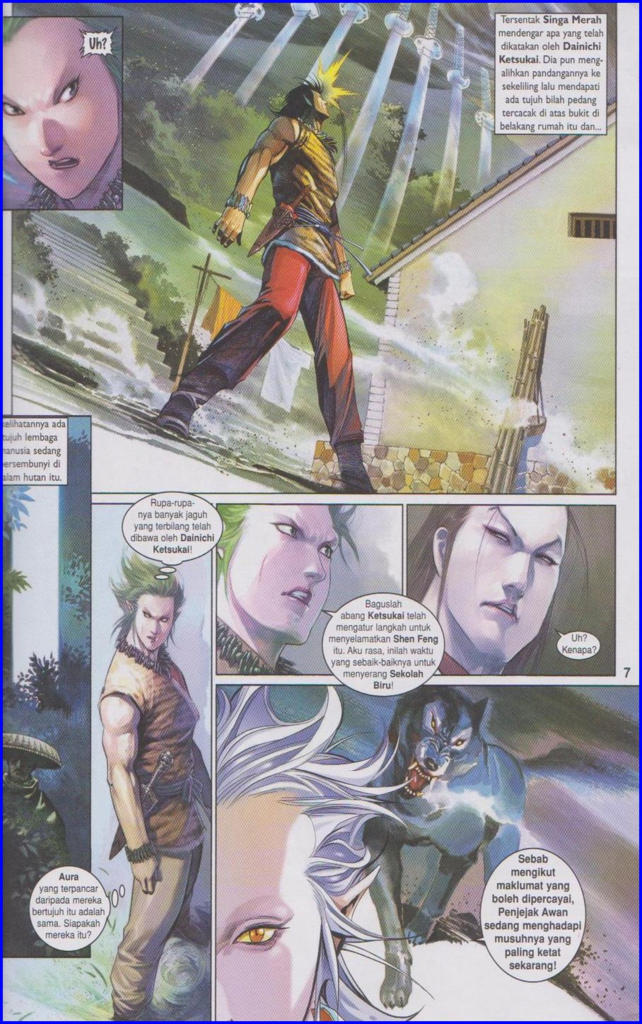 Uh?
Tersentak Singa Merah
mendengar apa yang telah
dikatakan oleh Dainichi
Ketsukai. Dia pun meng-
alihkan pandangannya ke
sekeliling lalu mendapati
ada tujuh bilah pedang
tercacak di atas bukit di
belakang rumah itu dan...
elihatannya ada
tujuh lembaga
manusia sedang
ersembunyi di
alam hutan itu.
Rupa-rupa-
nya banyak jaguh
yang terbilang telah
dibawa oleh Dainichi
Ketsukai!
Baguslah
abang Ketsukai telah
mengatur langkah untuk
menyelamatkan Shen Feng
itu. Aku rasa, inilah waktu
yang sebaik-baiknya untuk
menyerang Sekolah
Biru!
Uh?
Kenapa?
7
Aura
yang terpancar
daripada mereka
bertujuh itu adalah
sama. Siapakah
mereka itu?
Sebab
mengikut
maklumat yang
boleh dipercayai,
Penjejak Awan
sedang menghadapi
musuhnya yang
paling ketat
sekarang!